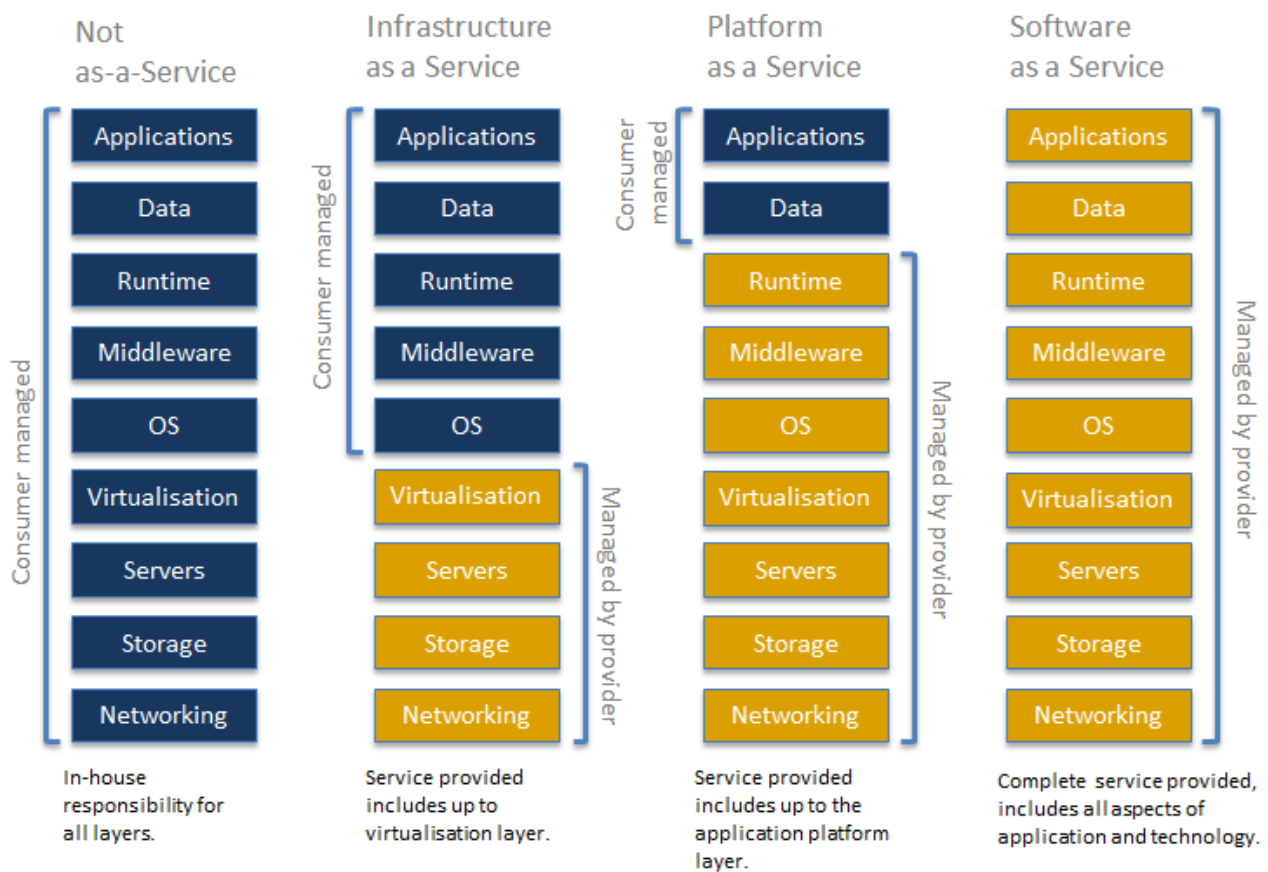 Not
as-a-Service
Consumer managed
Applications
Data
Runtime
Middleware
OS
Virtualisation
Servers
Storage
Networking
In-house
responsibility for
all layers.
Infrastructure
as a Service
Consumer managed
Applications
Data
Runtime
Middleware
OS
Virtualisation
Servers
Storage
Networking
Managed by provider
Service provided
includes up to
virtualisation layer.
Platform
as a Service
Consumer
managed
Applications
Data
Runtime
Middleware
OS
Virtualisation
Servers
Storage
Networking
Managed by provider
Service provided
includes up to the
application platform
layer.
Software
as a Service
Applications
Data
Runtime
Middleware
OS
Virtualisation
Servers
Storage
Networking
Managed by provider
Complete service provided,
includes all aspects of
application and technology.